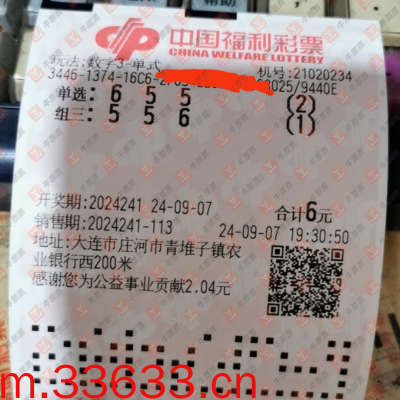 中国福利彩票
CHINA WELFARE LOTTERY
玩法:数字3-单式
机号:21020234
3446-1374-16C6-
8025/9440E
单选: 6 5 5 (2)
组三: 5 5 6 (1)
开奖期:2024241 24-09-07 合计6元
销售期:2024241-113 24-09-07 19:30:50
地址:大连市庄河市青堆子镇农
业银行西200米
感谢您为公益事业贡献2.04元
m.33633.cn